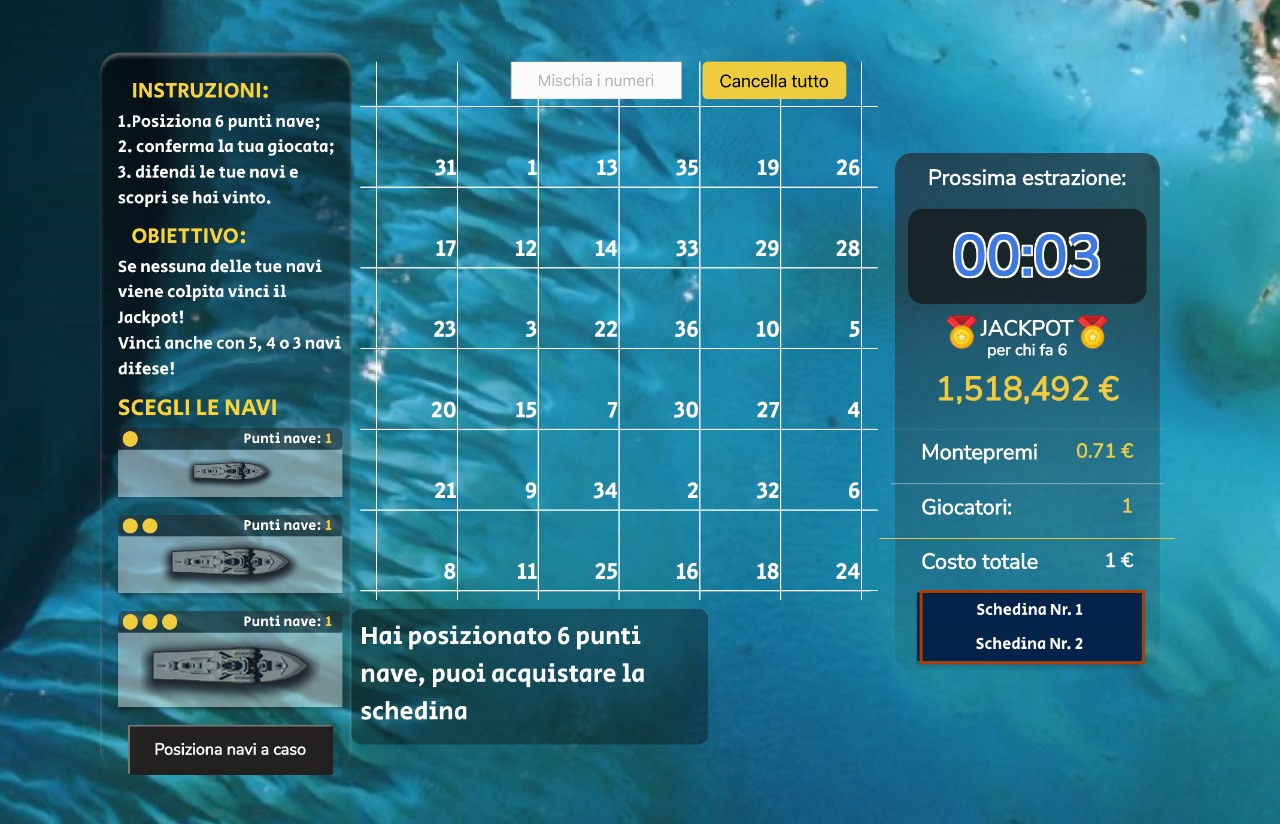 INSTRUZIONI:
1.Posiziona 6 punti nave;
2. conferma la tua giocata;
3. difendi le tue navi e
scopri se hai vinto.
OBIETTIVO:
Se nessuna delle tue navi
viene colpita vinci il
Jackpot!
Vinci anche con 5, 4 o 3 navi
difese!
SCEGLI LE NAVI
Punti nave: 1
Punti nave: 1
Punti nave: 1
Posiziona navi a caso
Mischia i numeri Cancella tutto
31 1 13 35 19 26
17 12 14 33 29 28
23 3 22 36 10 5
20 15 7 30 27 4
21 9 34 2 32 6
8 11 25 16 18 24
Hai posizionato 6 punti
nave, puoi acquistare la
schedina
Prossima estrazione:
00:03
JACKPOT
per chi fa 6
1,518,492 €
Montepremi 0.71 €
Giocatori: 1
Costo totale 1 €
Schedina Nr. 1
Schedina Nr. 2